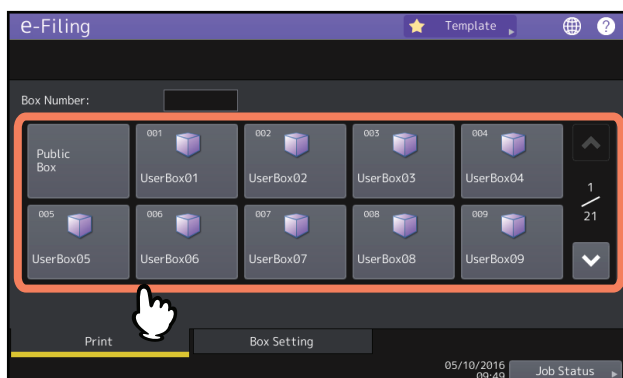 e-Filing
Template
?
Box Number:
Public
Box
001
UserBox01
002
UserBox02
003
UserBox03
004
UserBox04
1
21
005
UserBox05
006
UserBox06
007
UserBox07
008
UserBox08
009
UserBox09
Print
Box Setting
05/10/2016
09:49
Job Status